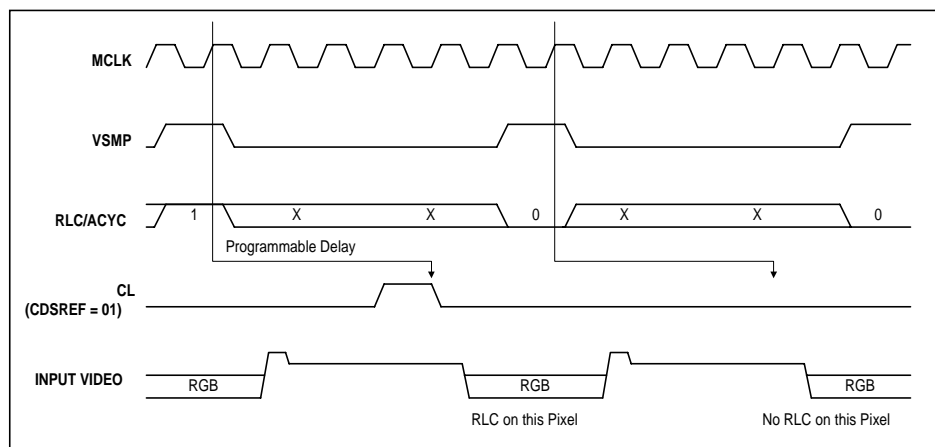 MCLK
VSMP
RLC/ACYC
1 X X 0 X X 0
Programmable Delay
CL
(CDSREF = 01)
INPUT VIDEO
RGB RGB RGB
RLC on this Pixel No RLC on this Pixel